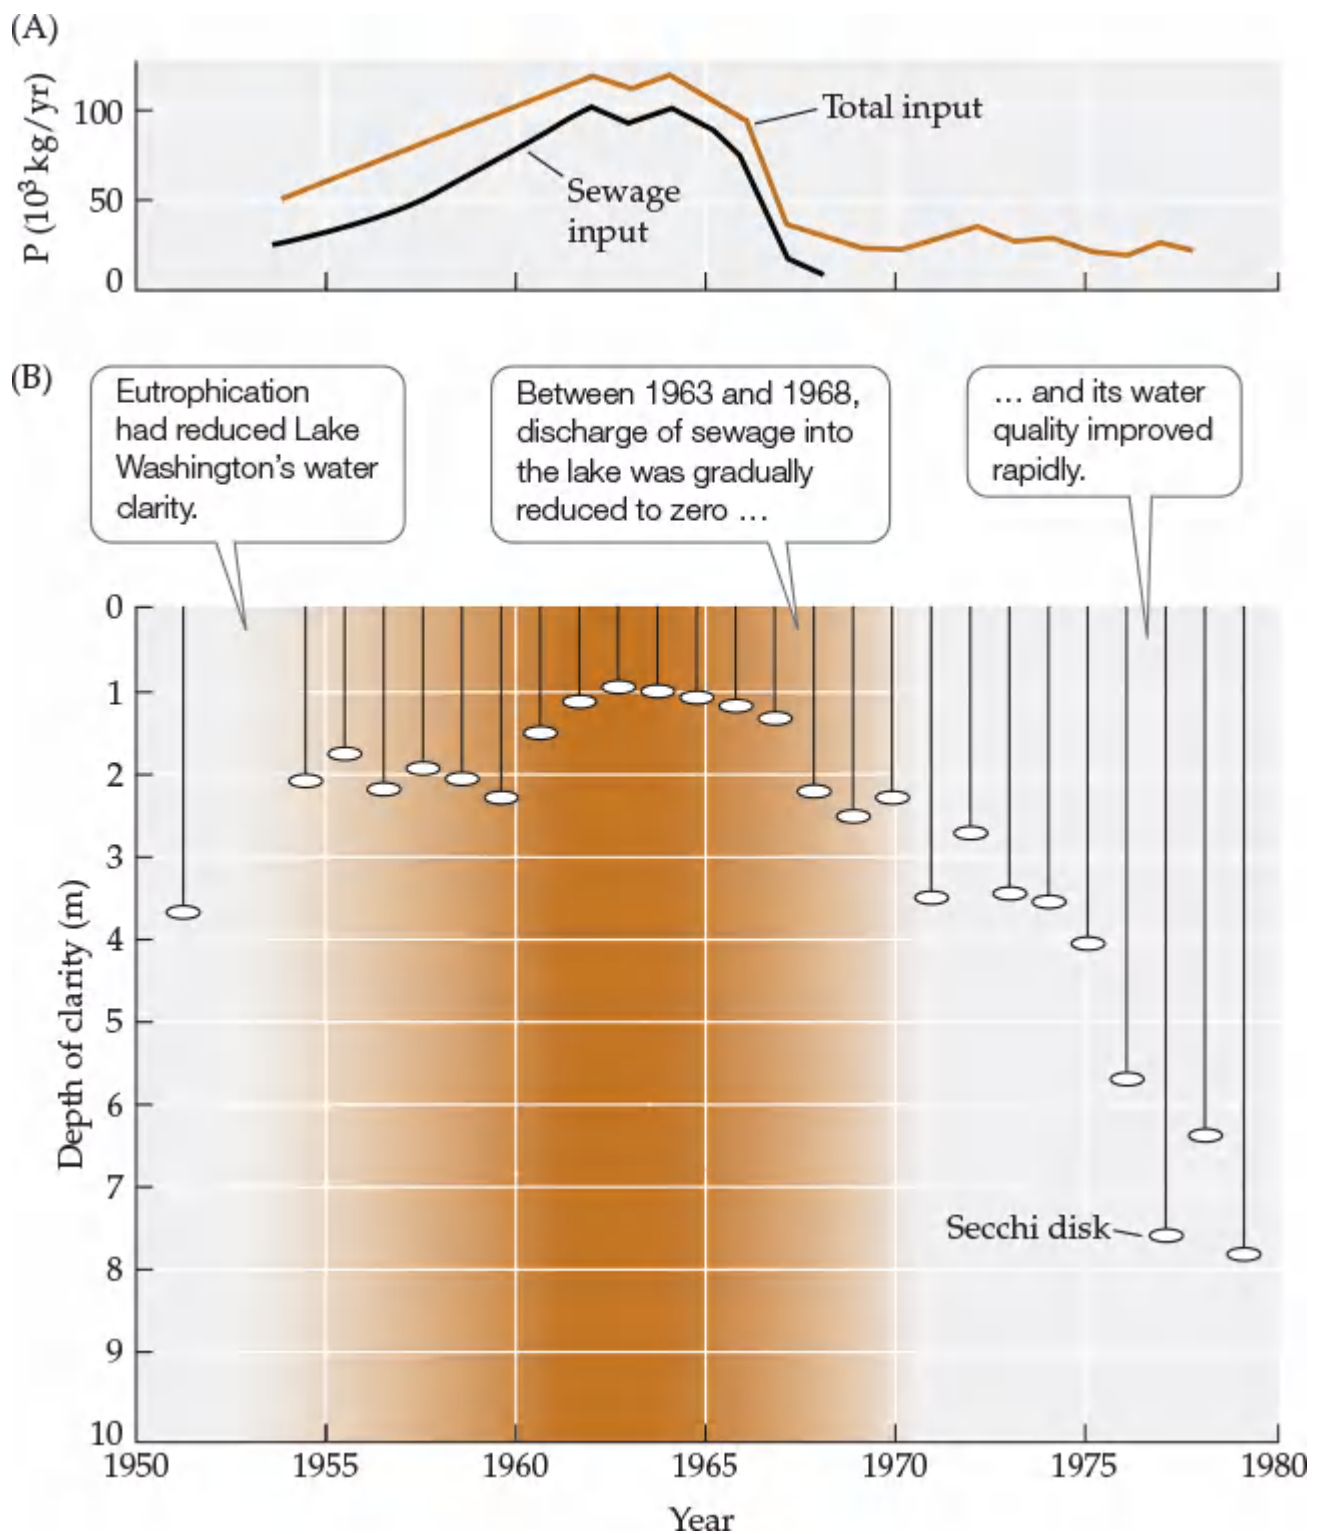 (A)
P (10³ kg/yr)
100
50
0
Total input
Sewage
input
(B)
Eutrophication
had reduced Lake
Washington’s water
clarity.
Between 1963 and 1968,
discharge of sewage into
the lake was gradually
reduced to zero …
… and its water
quality improved
rapidly.
Depth of clarity (m)
0
1
2
3
4
5
6
7
8
9
10
Secchi disk
1950
1955
1960
1965
1970
1975
1980
Year